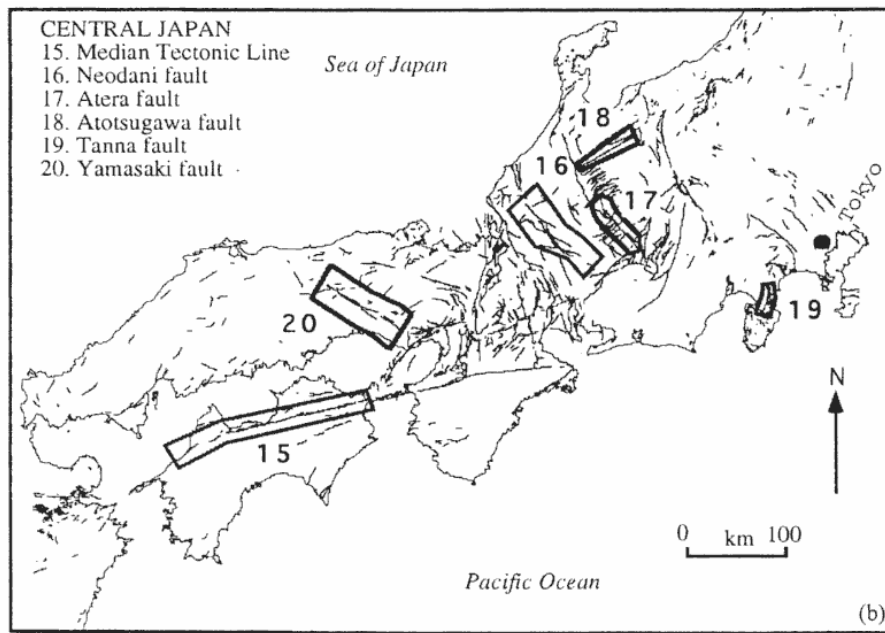 CENTRAL JAPAN
15. Median Tectonic Line
16. Neodani fault
17. Atera fault
18. Atotsugawa fault
19. Tanna fault
20. Yamasaki fault
Sea of Japan
18
16
17
Tokyo
20
19
N
15
0 km 100
Pacific Ocean
(b)